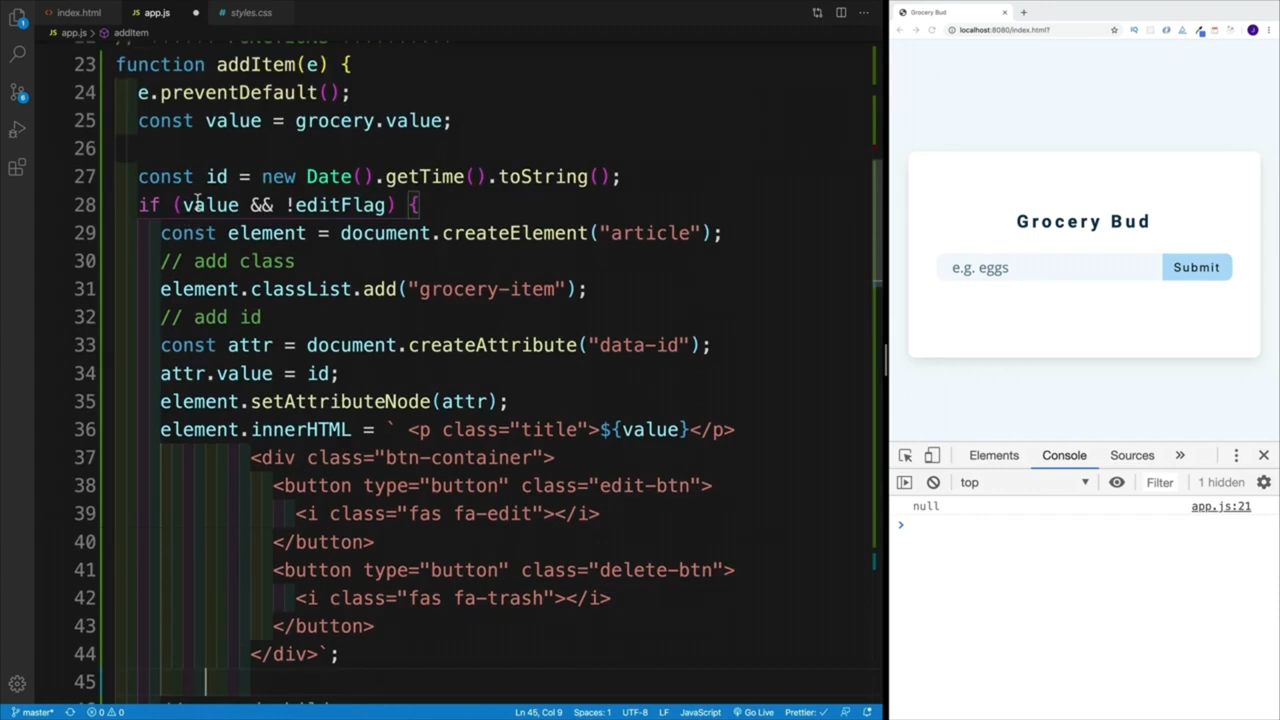 index.html
app.js
styles.css
app.js > addItem
23 function addItem(e) {
24 e.preventDefault();
25 const value = grocery.value;
26
27 const id = new Date().getTime().toString();
28 if (value && !editFlag) {
29 const element = document.createElement("article");
30 // add class
31 element.classList.add("grocery-item");
32 // add id
33 const attr = document.createAttribute("data-id");
34 attr.value = id;
35 element.setAttributeNode(attr);
36 element.innerHTML = ` <p class="title">${value}</p>
37 <div class="btn-container">
38 <button type="button" class="edit-btn">
39 <i class="fas fa-edit"></i>
40 </button>
41 <button type="button" class="delete-btn">
42 <i class="fas fa-trash"></i>
43 </button>
44 </div>`;
45
master*
0 0
Ln 45, Col 9
Spaces: 1
UTF-8
LF
JavaScript
Go Live
Prettier: ✓
Grocery Bud
localhost:8080/index.html?
Grocery Bud
e.g. eggs
Submit
Elements
Console
Sources
top
Filter
1 hidden
null
app.js:21